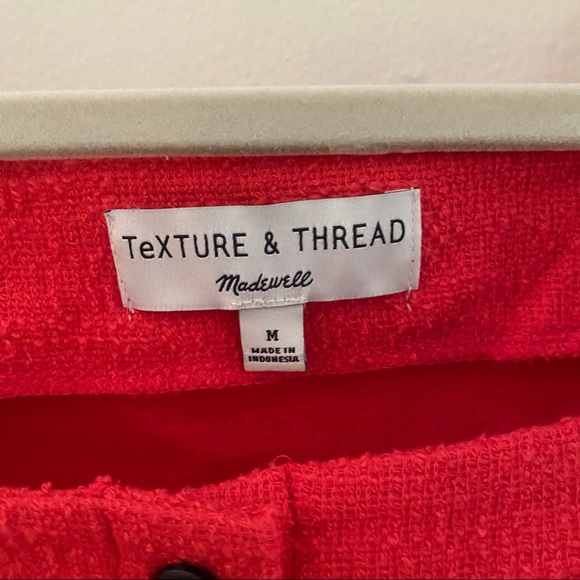 TeXTURE & THREAD
Madewell
M
MADE IN
INDONESIA